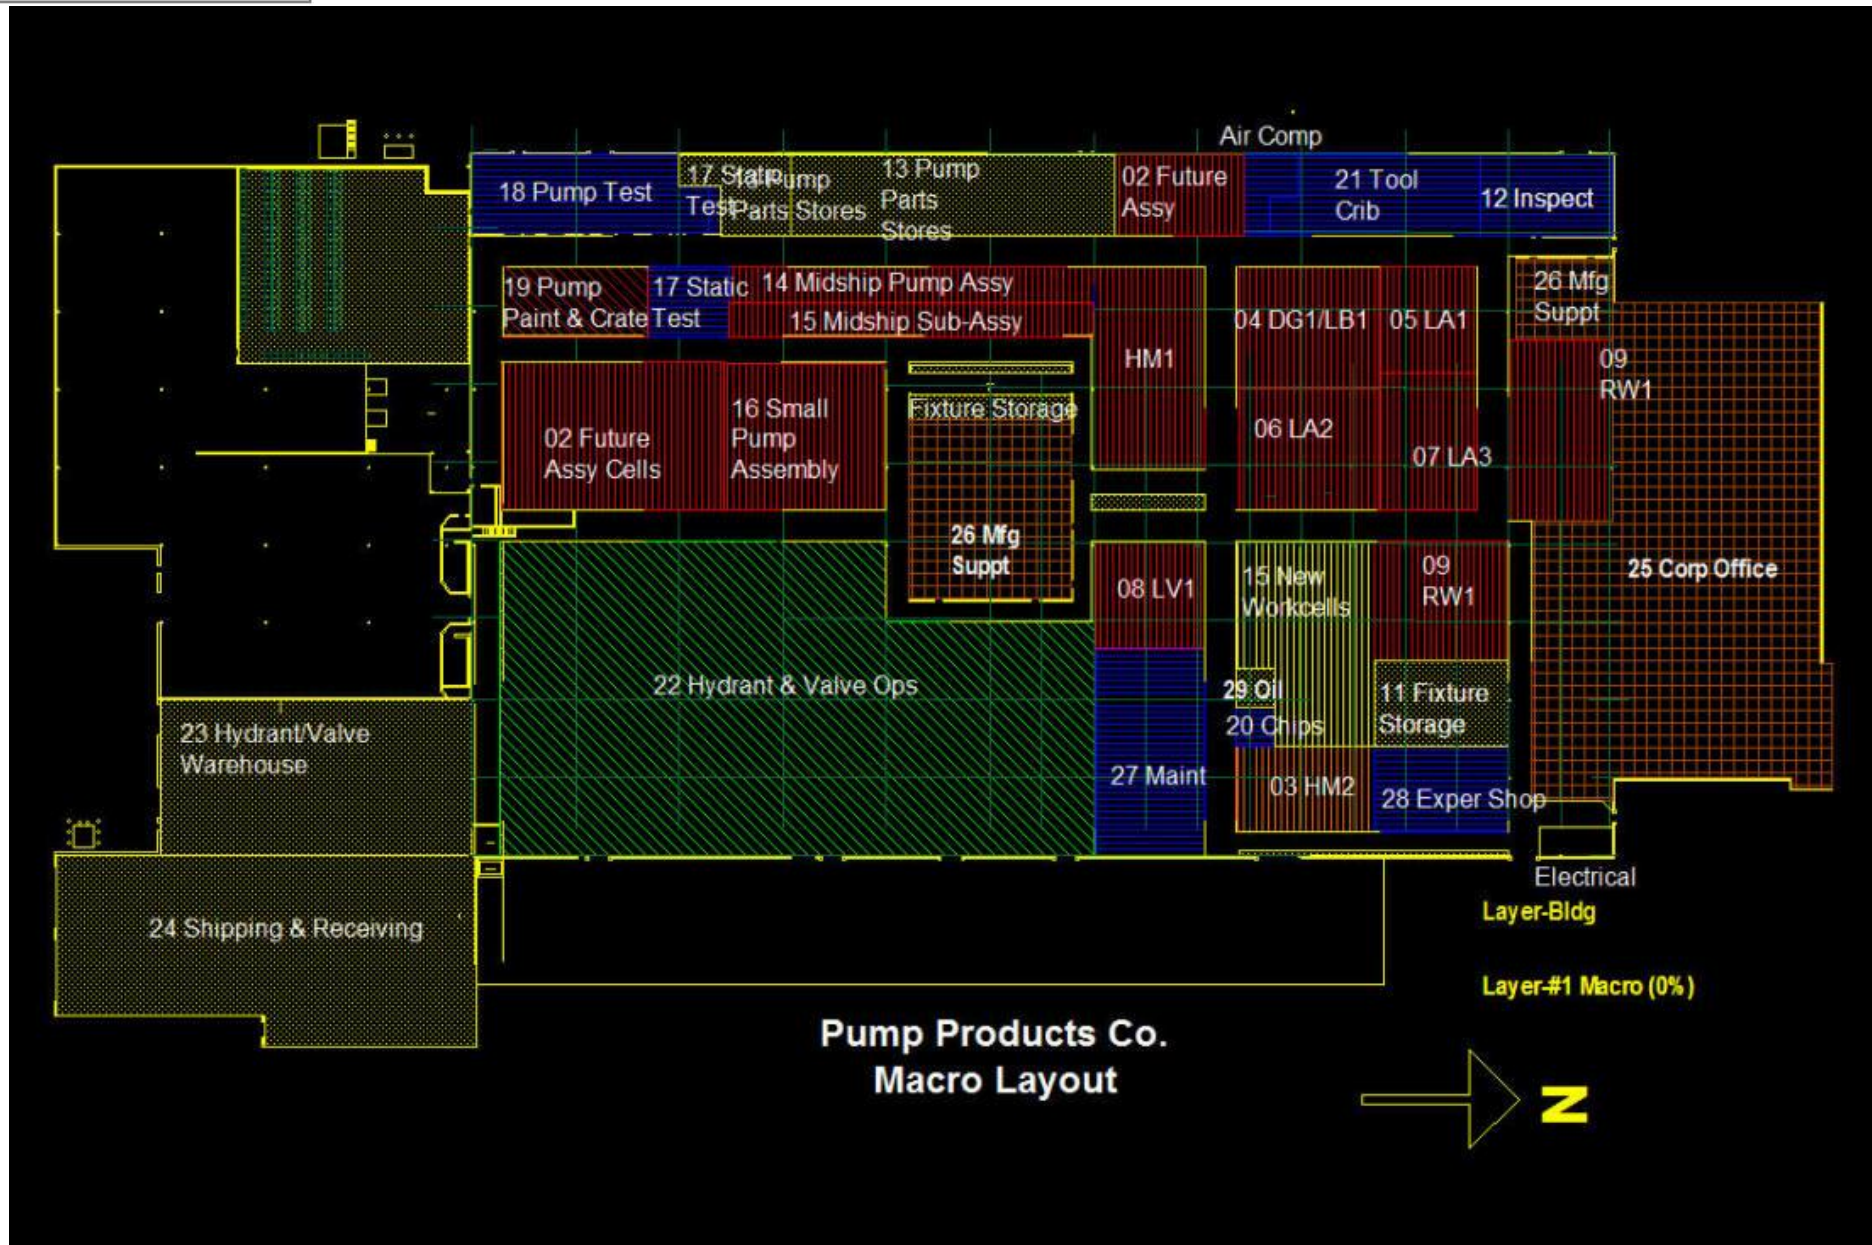 Air Comp
18 Pump Test
17 Static
Test
13 Pump
Parts Stores
13 Pump
Parts
Stores
02 Future
Assy
21 Tool
Crib
12 Inspect
19 Pump
Paint & Crate
17 Static
Test
14 Midship Pump Assy
15 Midship Sub-Assy
HM1
04 DG1/LB1
05 LA1
26 Mfg
Suppt
09
RW1
02 Future
Assy Cells
16 Small
Pump
Assembly
Fixture Storage
06 LA2
07 LA3
26 Mfg
Suppt
08 LV1
15 New
Workcells
09
RW1
25 Corp Office
22 Hydrant & Valve Ops
29 Oil
20 Chips
11 Fixture
Storage
23 Hydrant/Valve
Warehouse
27 Maint
03 HM2
28 Exper Shop
Electrical
24 Shipping & Receiving
Layer-Bldg
Layer-#1 Macro (0%)
Pump Products Co.
Macro Layout
N